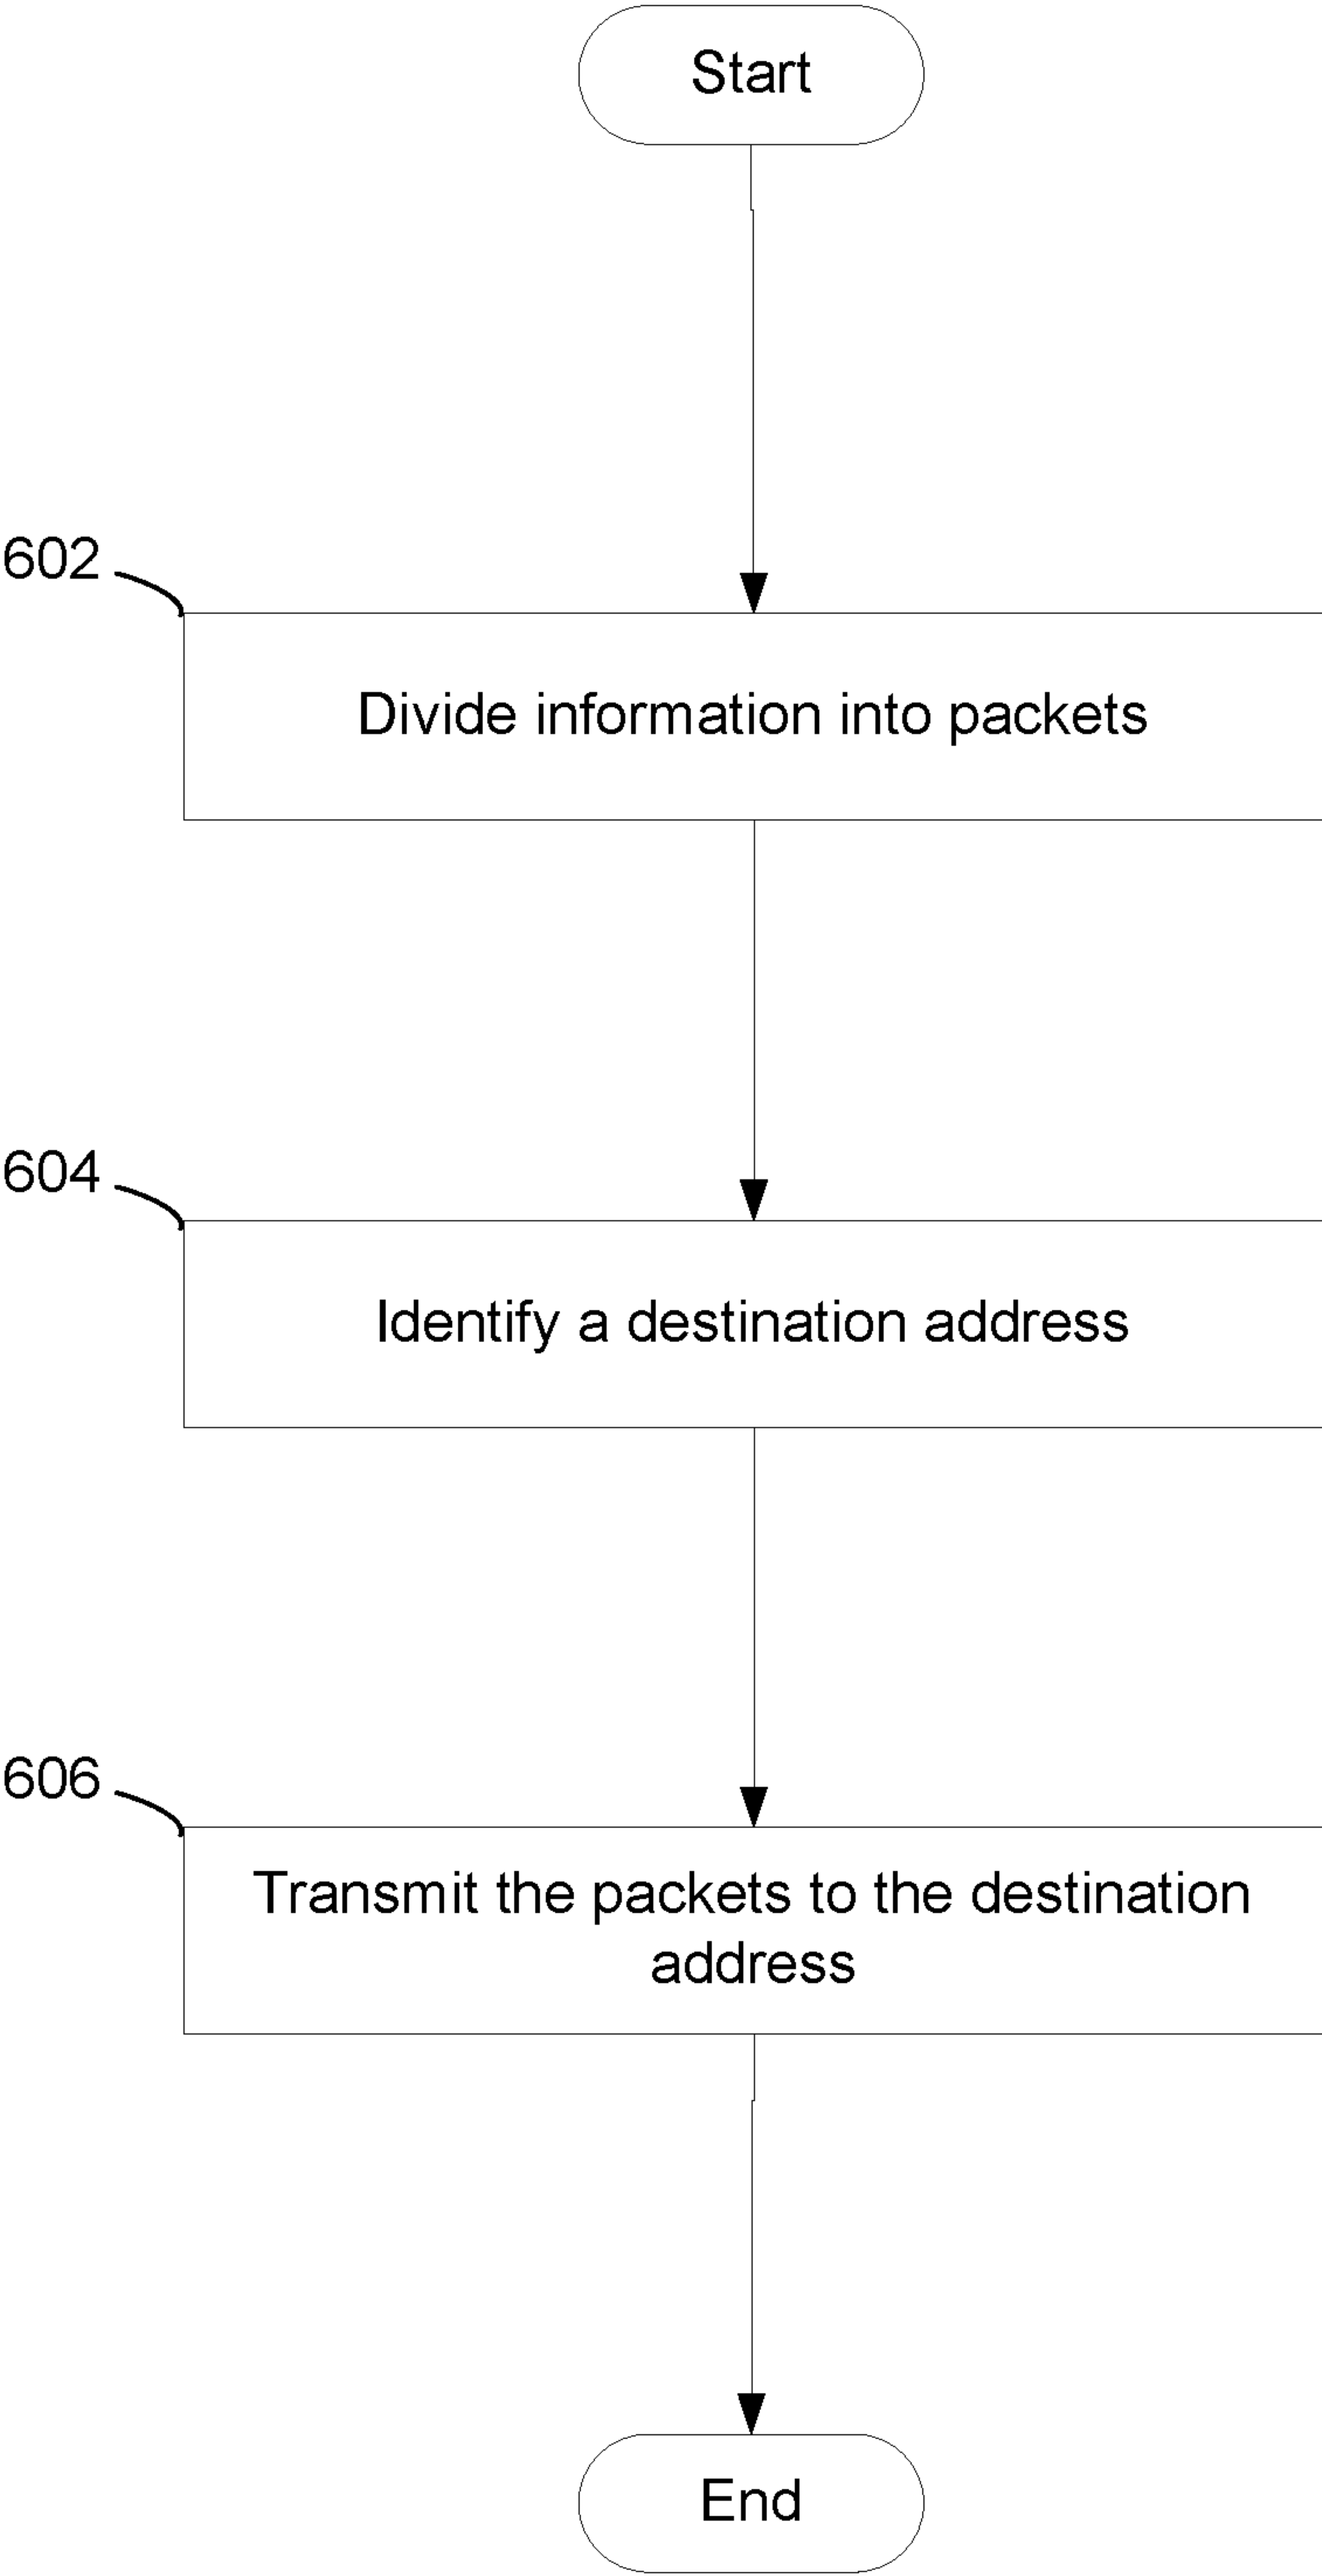 Start
602
Divide information into packets
604
Identify a destination address
606
Transmit the packets to the destination
address
End